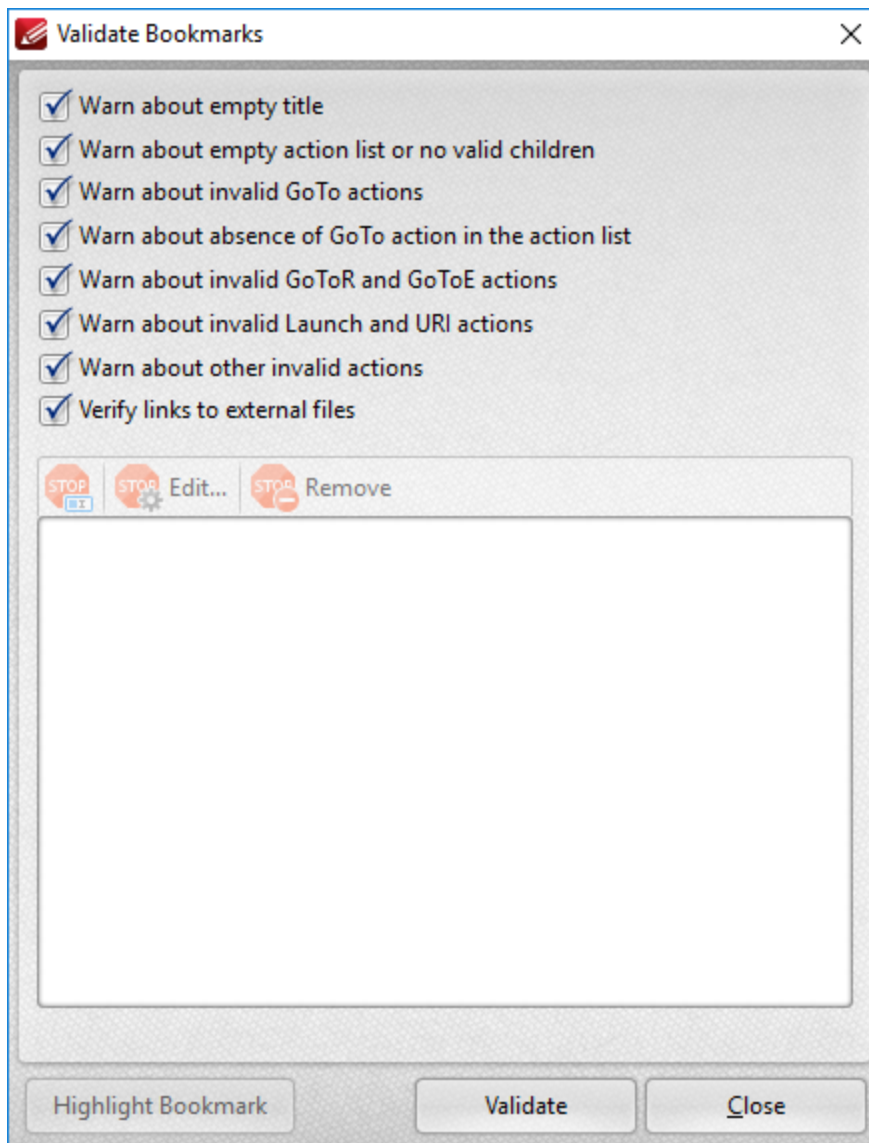 Validate Bookmarks
Warn about empty title
Warn about empty action list or no valid children
Warn about invalid GoTo actions
Warn about absence of GoTo action in the action list
Warn about invalid GoToR and GoToE actions
Warn about invalid Launch and URI actions
Warn about other invalid actions
Verify links to external files
STOP STOP Edit... STOP Remove
Highlight Bookmark Validate Close